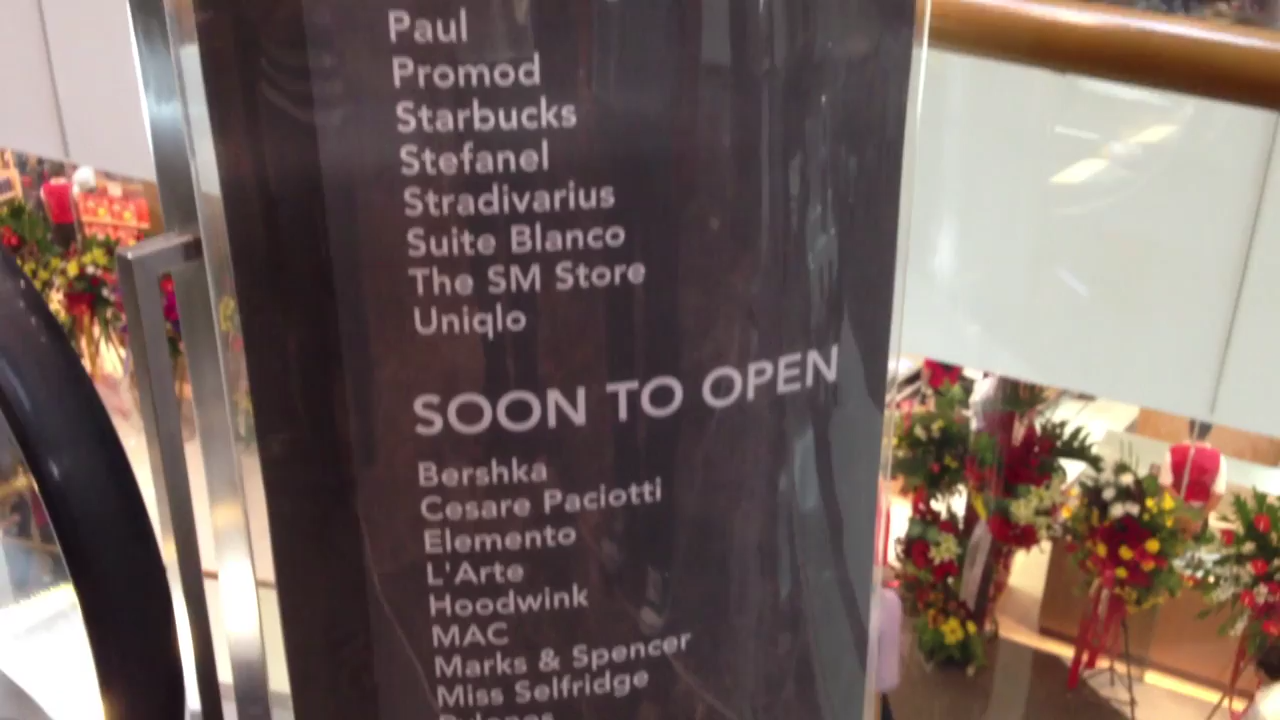 Paul
Promod
Starbucks
Stefanel
Stradivarius
Suite Blanco
The SM Store
Uniqlo
SOON TO OPEN
Bershka
Cesare Paciotti
Elemento
L'Arte
Hoodwink
MAC
Marks & Spencer
Miss Selfridge